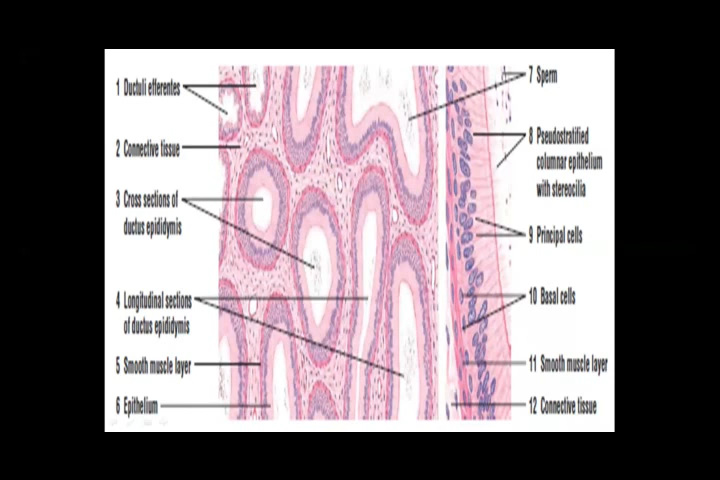 1 Ductuli efferentes
2 Connective tissue
3 Cross sections of
ductus epididymis
4 Longitudinal sections
of ductus epididymis
5 Smooth muscle layer
6 Epithelium
7 Sperm
8 Pseudostratified
columnar epithelium
with stereocilia
9 Principal cells
10 Basal cells
11 Smooth muscle layer
12 Connective tissue